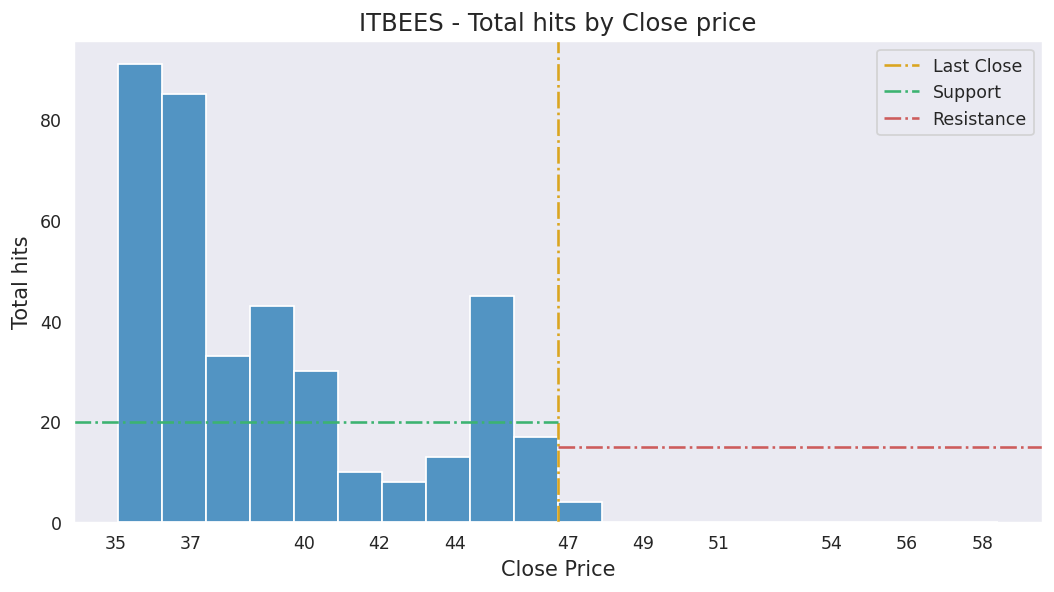 ITBEES - Total hits by Close price
Last Close
Support
Resistance
Total hits
80
60
40
20
0
35 37 40 42 44 47 49 51 54 56 58
Close Price